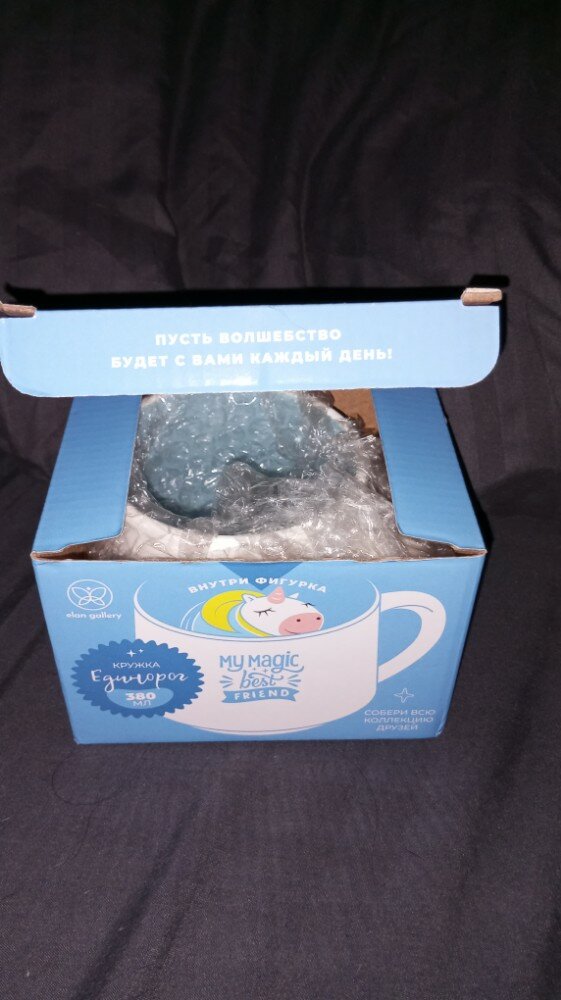 ПУСТЬ ВОЛШЕБСТВО
БУДЕТ С ВАМИ КАЖДЫЙ ДЕНЬ!
ВНУТРИ ФИГУРКА
elan gallery
КРУЖКА
Единорог
380
МЛ
My Magic
best
FRIEND
СОБЕРИ ВСЮ
КОЛЛЕКЦИЮ
ДРУЗЕЙ